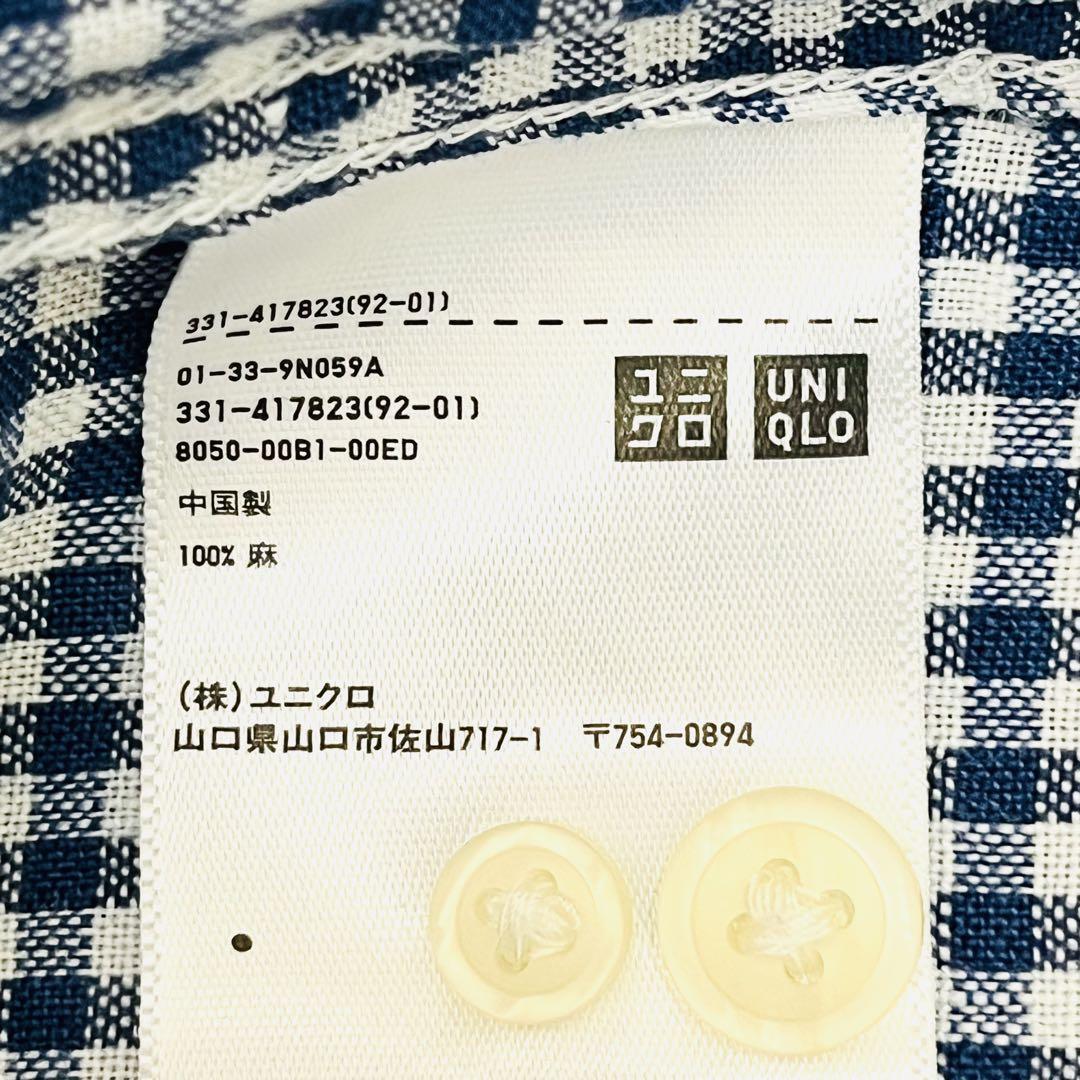 331-417823(92-01)
01-33-9N059A
331-417823(92-01)
8050-00B1-00ED
ユニ
クロ
UNI
QLO
中国製
100% 麻
(株)ユニクロ
山口県山口市佐山717-1 〒754-0894